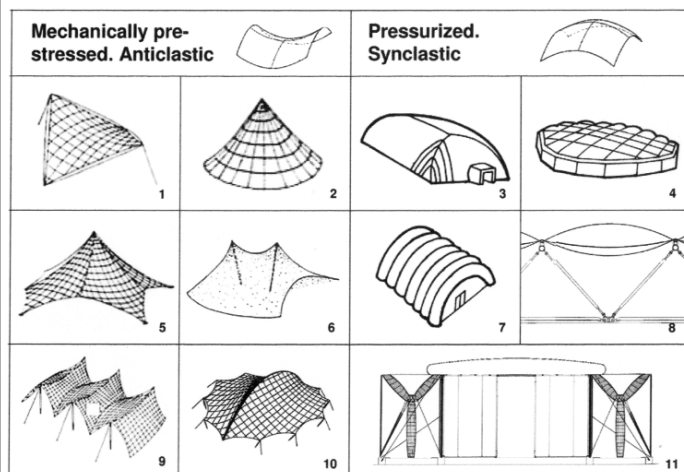 Mechanically pre-
stressed. Anticlastic
Pressurized.
Synclastic
1
2
3
4
5
6
7
8
9
10
11